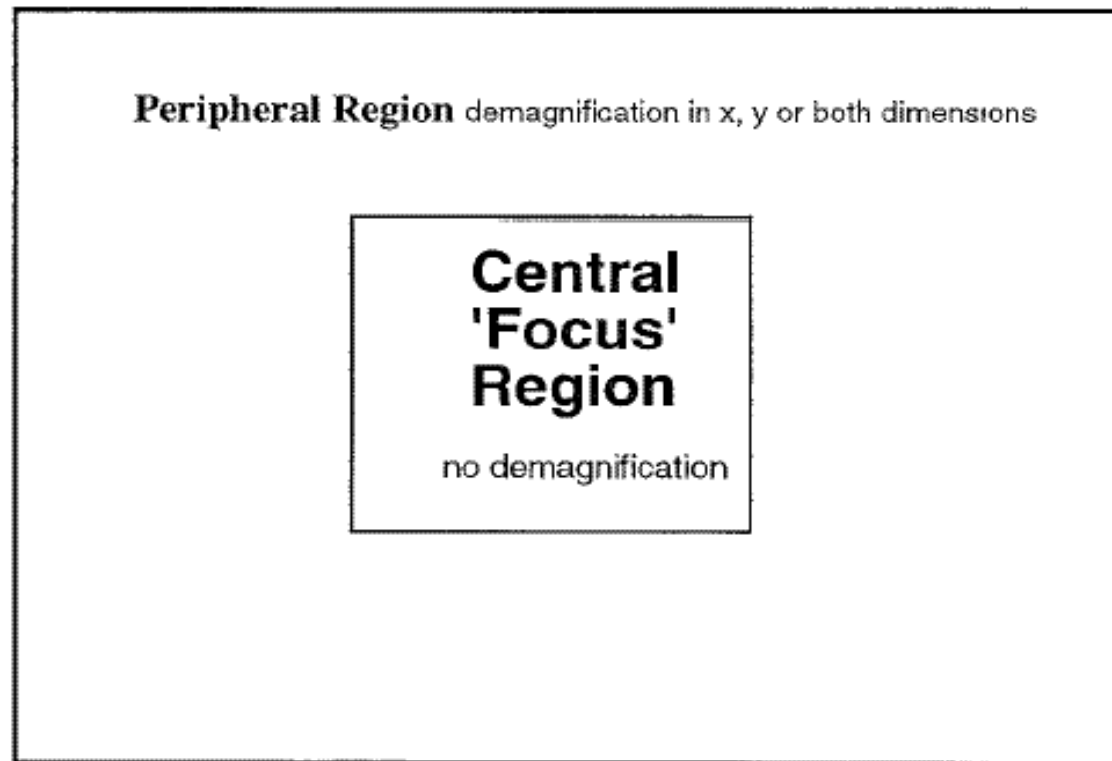 Peripheral Region demagnification in x, y or both dimensions
Central
'Focus'
Region
no demagnification